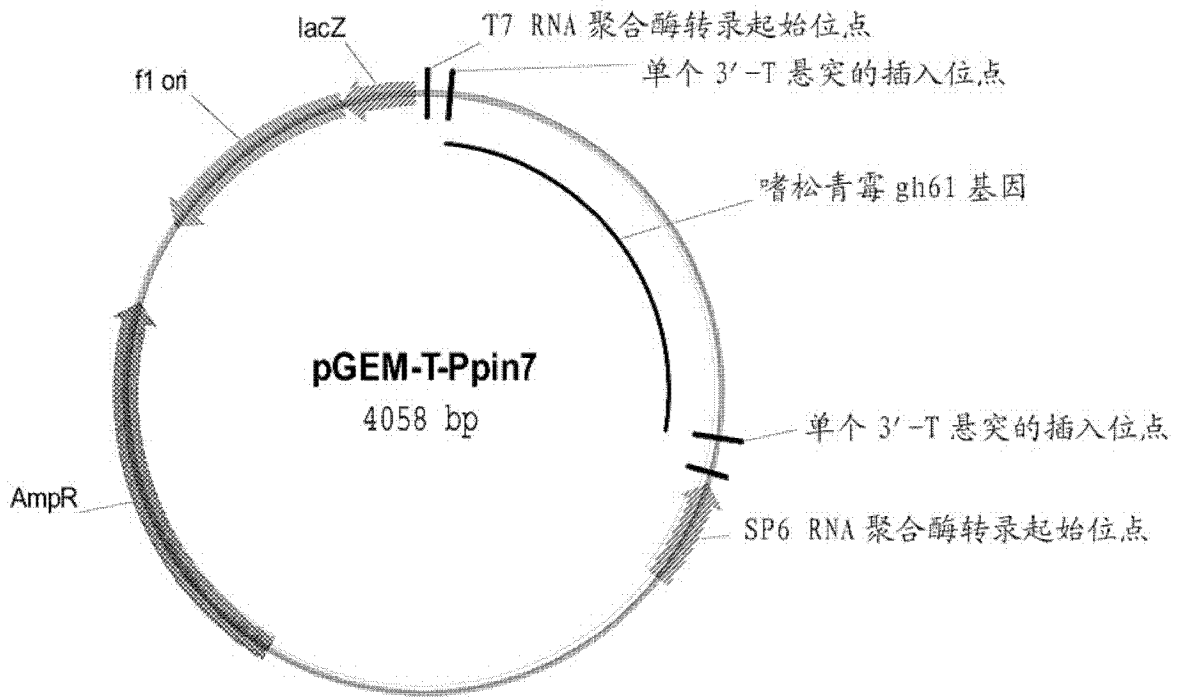 lacZ
T7 RNA 聚合酶转录起始位点
f1 ori
单个 3′-T 悬突的插入位点
嗜松青霉 gh61 基因
pGEM-T-Ppin7
4058 bp
单个 3′-T 悬突的插入位点
AmpR
SP6 RNA 聚合酶转录起始位点